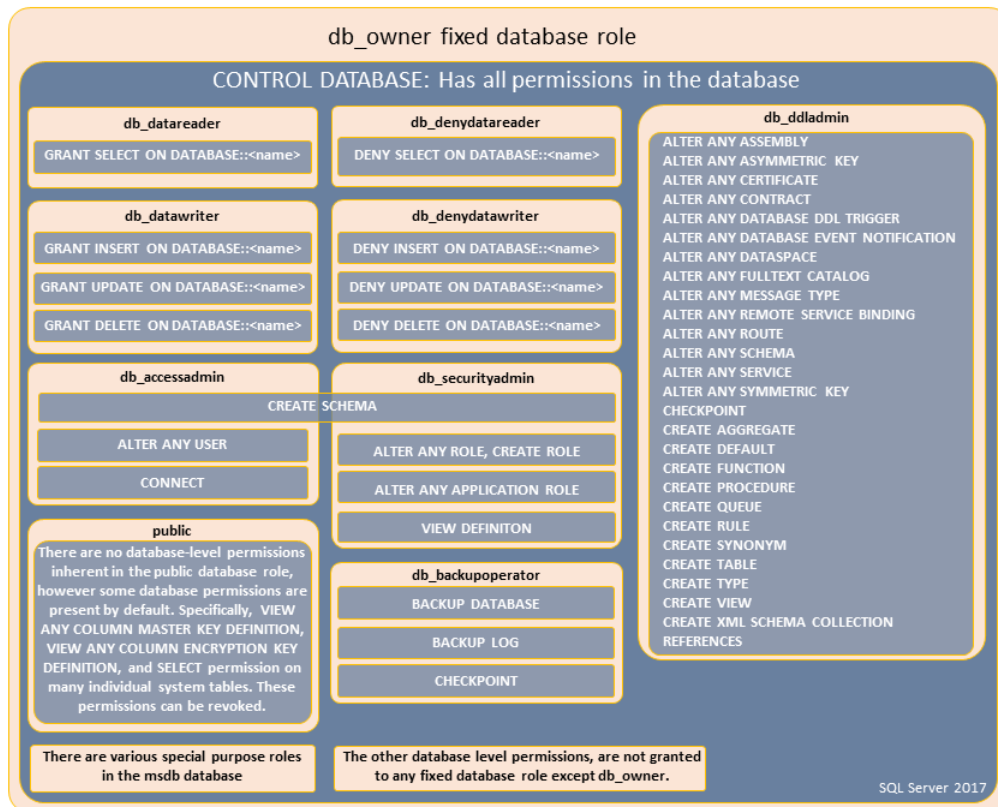 db_owner fixed database role
CONTROL DATABASE: Has all permissions in the database
db_datareader
GRANT SELECT ON DATABASE::<name>
db_denydatareader
DENY SELECT ON DATABASE::<name>
db_datawriter
GRANT INSERT ON DATABASE::<name>
GRANT UPDATE ON DATABASE::<name>
GRANT DELETE ON DATABASE::<name>
db_denydatawriter
DENY INSERT ON DATABASE::<name>
DENY UPDATE ON DATABASE::<name>
DENY DELETE ON DATABASE::<name>
db_accessadmin
db_securityadmin
CREATE SCHEMA
ALTER ANY USER
CONNECT
ALTER ANY ROLE, CREATE ROLE
ALTER ANY APPLICATION ROLE
VIEW DEFINITON
public
There are no database-level permissions
inherent in the public database role,
however some database permissions are
present by default. Specifically, VIEW
ANY COLUMN MASTER KEY DEFINITION,
VIEW ANY COLUMN ENCRYPTION KEY
DEFINITION, and SELECT permission on
many individual system tables. These
permissions can be revoked.
db_backupoperator
BACKUP DATABASE
BACKUP LOG
CHECKPOINT
db_ddladmin
ALTER ANY ASSEMBLY
ALTER ANY ASYMMETRIC KEY
ALTER ANY CERTIFICATE
ALTER ANY CONTRACT
ALTER ANY DATABASE DDL TRIGGER
ALTER ANY DATABASE EVENT NOTIFICATION
ALTER ANY DATASPACE
ALTER ANY FULLTEXT CATALOG
ALTER ANY MESSAGE TYPE
ALTER ANY REMOTE SERVICE BINDING
ALTER ANY ROUTE
ALTER ANY SCHEMA
ALTER ANY SERVICE
ALTER ANY SYMMETRIC KEY
CHECKPOINT
CREATE AGGREGATE
CREATE DEFAULT
CREATE FUNCTION
CREATE PROCEDURE
CREATE QUEUE
CREATE RULE
CREATE SYNONYM
CREATE TABLE
CREATE TYPE
CREATE VIEW
CREATE XML SCHEMA COLLECTION
REFERENCES
There are various special purpose roles
in the msdb database
The other database level permissions, are not granted
to any fixed database role except db_owner.
SQL Server 2017